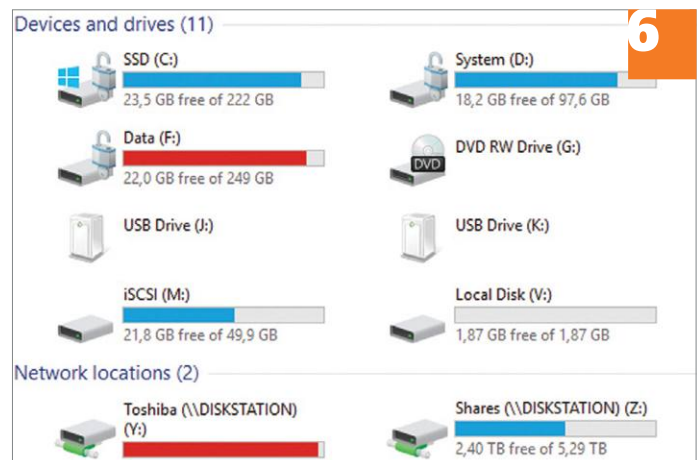 Devices and drives (11)
6
SSD (C:)
23,5 GB free of 222 GB
System (D:)
18,2 GB free of 97,6 GB
Data (F:)
22,0 GB free of 249 GB
DVD RW Drive (G:)
DVD
USB Drive (J:)
USB Drive (K:)
iSCSI (M:)
21,8 GB free of 49,9 GB
Local Disk (V:)
1,87 GB free of 1,87 GB
Network locations (2)
Toshiba (\\DISKSTATION)
(Y:)
Shares (\\DISKSTATION) (Z:)
2,40 TB free of 5,29 TB